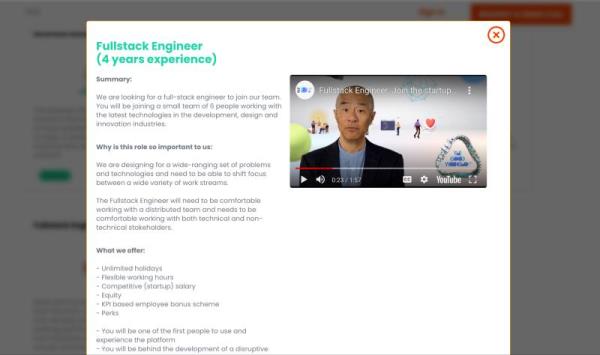 Sign in
Fullstack Engineer
(4 years experience)
Summary:
We are looking for a full-stack engineer to join our team.
You will be joining a small team of 6 people working with
the latest technologies in the development, design and
innovation industries.
Why is this role so important to us:
We are designing for a wide-ranging set of problems
and technologies and need to be able to shift focus
between a wide variety of work streams.
The Fullstack Engineer will need to be comfortable
working with a distributed team and needs to be
comfortable working with both technical and non-
technical stakeholders.
What we offer:
- Unlimited holidays
- Flexible working hours
- Competitive (startup) salary
- Equity
- KPI based employee bonus scheme
- Perks
- You will be one of the first people to use and
experience the platform
- You will be behind the development of a disruptive
Fullstack Engineer. Join the startup...
0:23 / 1:57
CC
YouTube